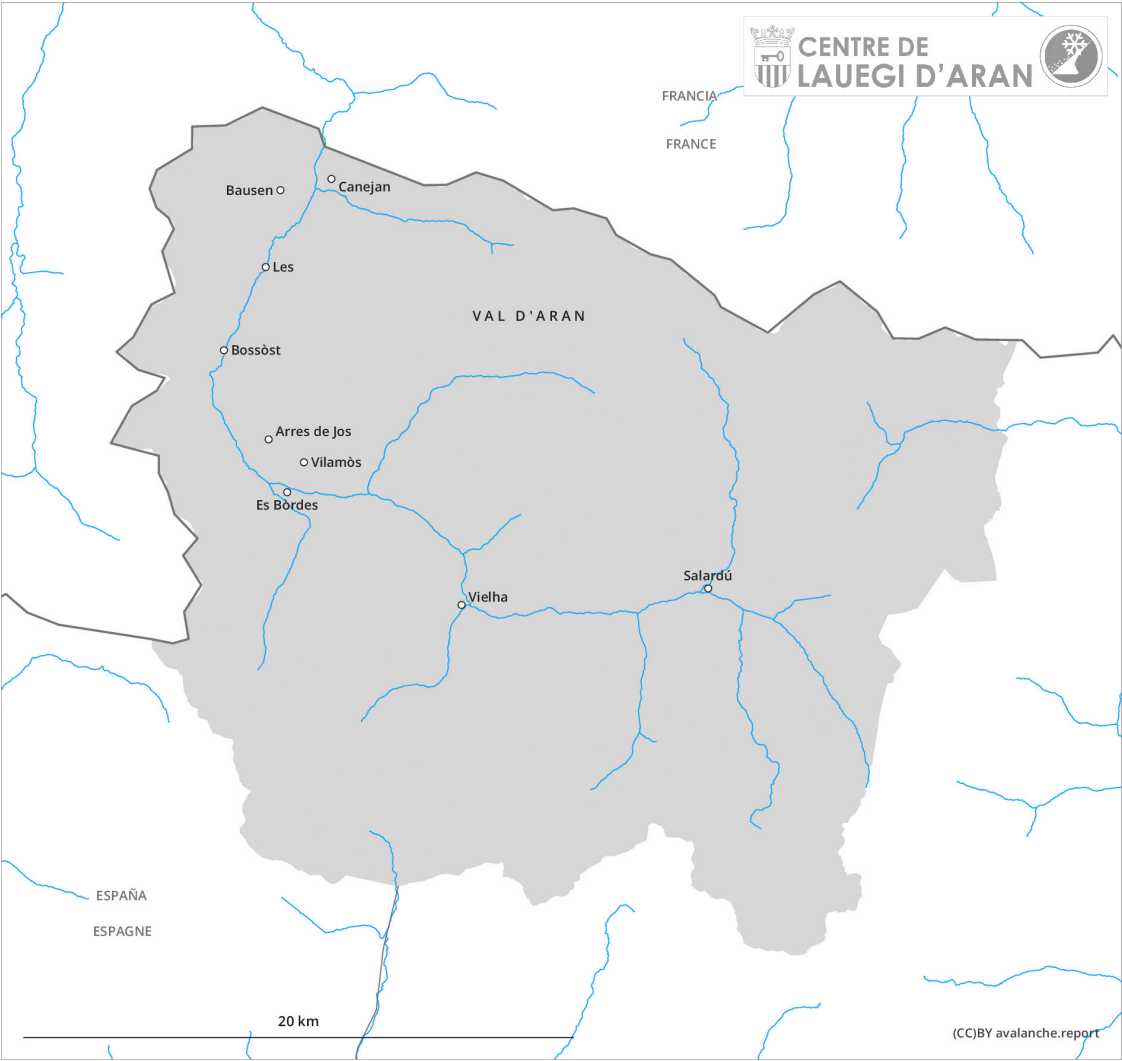 CENTRE DE
LAUEGI D'ARAN
FRANCIA
FRANCE
Bausen
Canejan
Les
VAL D'ARAN
Bossòst
Arres de Jos
Vilamòs
Es Bòrdes
Salardú
Vielha
ESPAÑA
ESPAGNE
20 km
(CC)BY avalanche.report